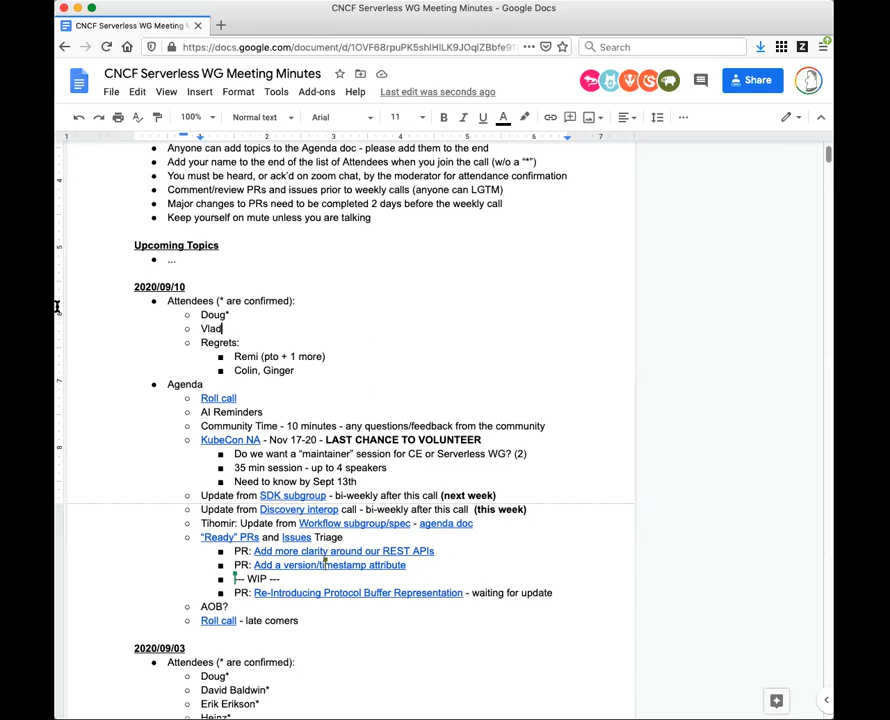 CNCF Serverless WG Meeting Minutes - Google Docs
CNCF Serverless WG Meeting Minutes
https://docs.google.com/document/d/1OVF68rpuPK5shIHILK9JOqlZBbfe91
Search
CNCF Serverless WG Meeting Minutes
File Edit View Insert Format Tools Add-ons Help Last edit was seconds ago
Share
100% Normal text Arial 11 B I U A
1 2 3 4 5 6 7
Anyone can add topics to the Agenda doc - please add them to the end
Add your name to the end of the list of Attendees when you join the call (w/o a “*”)
You must be heard, or ack’d on zoom chat, by the moderator for attendance confirmation
Comment/review PRs and issues prior to weekly calls (anyone can LGTM)
Major changes to PRs need to be completed 2 days before the weekly call
Keep yourself on mute unless you are talking
Upcoming Topics
...
2020/09/10
Attendees (* are confirmed):
Doug*
Vlad
Regrets:
Remi (pto + 1 more)
Colin, Ginger
Agenda
Roll call
AI Reminders
Community Time - 10 minutes - any questions/feedback from the community
KubeCon NA - Nov 17-20 - LAST CHANCE TO VOLUNTEER
Do we want a “maintainer” session for CE or Serverless WG? (2)
35 min session - up to 4 speakers
Need to know by Sept 13th
Update from SDK subgroup - bi-weekly after this call (next week)
Update from Discovery interop call - bi-weekly after this call (this week)
Tihomir: Update from Workflow subgroup/spec - agenda doc
“Ready” PRs and Issues Triage
PR: Add more clarity around our REST APIs
PR: Add a version/timestamp attribute
--- WIP ---
PR: Re-Introducing Protocol Buffer Representation - waiting for update
AOB?
Roll call - late comers
2020/09/03
Attendees (* are confirmed):
Doug*
David Baldwin*
Erik Erikson*
Heinz*